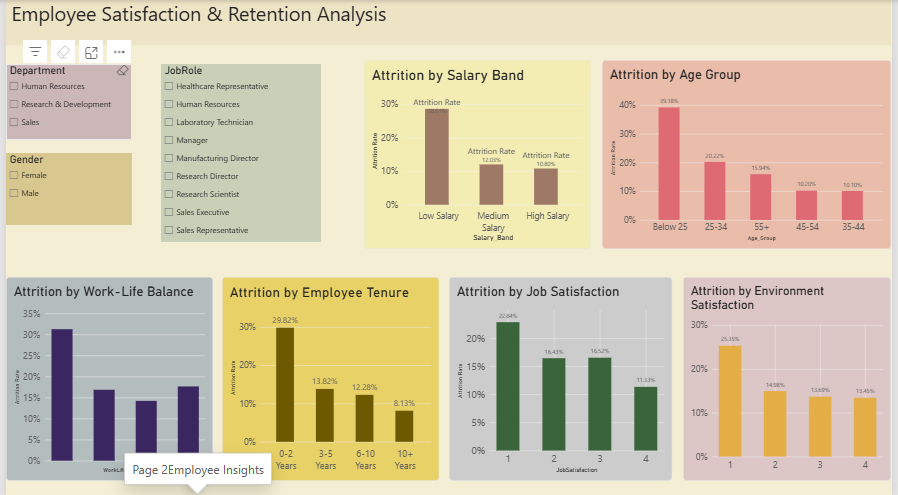 Employee Satisfaction & Retention Analysis
Department
Human Resources
Research & Development
Sales
Gender
Female
Male
JobRole
Healthcare Representative
Human Resources
Laboratory Technician
Manager
Manufacturing Director
Research Director
Research Scientist
Sales Executive
Sales Representative
Attrition by Salary Band
Attrition Rate
30%
20%
10%
0%
Attrition Rate
Attrition Rate
12.03%
Attrition Rate
10.80%
Low Salary
Medium
Salary
High Salary
Salary_Band
Attrition by Age Group
Attrition Rate
40%
30%
20%
10%
0%
39.18%
20.22%
15.94%
10.20%
10.10%
Below 25
25-34
55+
45-54
35-44
Age_Group
Attrition by Work-Life Balance
Attrition Rate
35%
30%
25%
20%
15%
10%
5%
0%
Attrition by Employee Tenure
Attrition Rate
30%
20%
10%
0%
29.82%
13.82%
12.28%
8.13%
0-2
Years
3-5
Years
6-10
Years
10+
Years
Attrition by Job Satisfaction
Attrition Rate
20%
15%
10%
5%
0%
22.84%
16.43%
16.52%
11.33%
1
2
3
4
JobSatisfaction
Attrition by Environment
Satisfaction
30%
20%
10%
0%
25.35%
14.98%
13.69%
13.45%
1
2
3
4
Page 2Employee Insights